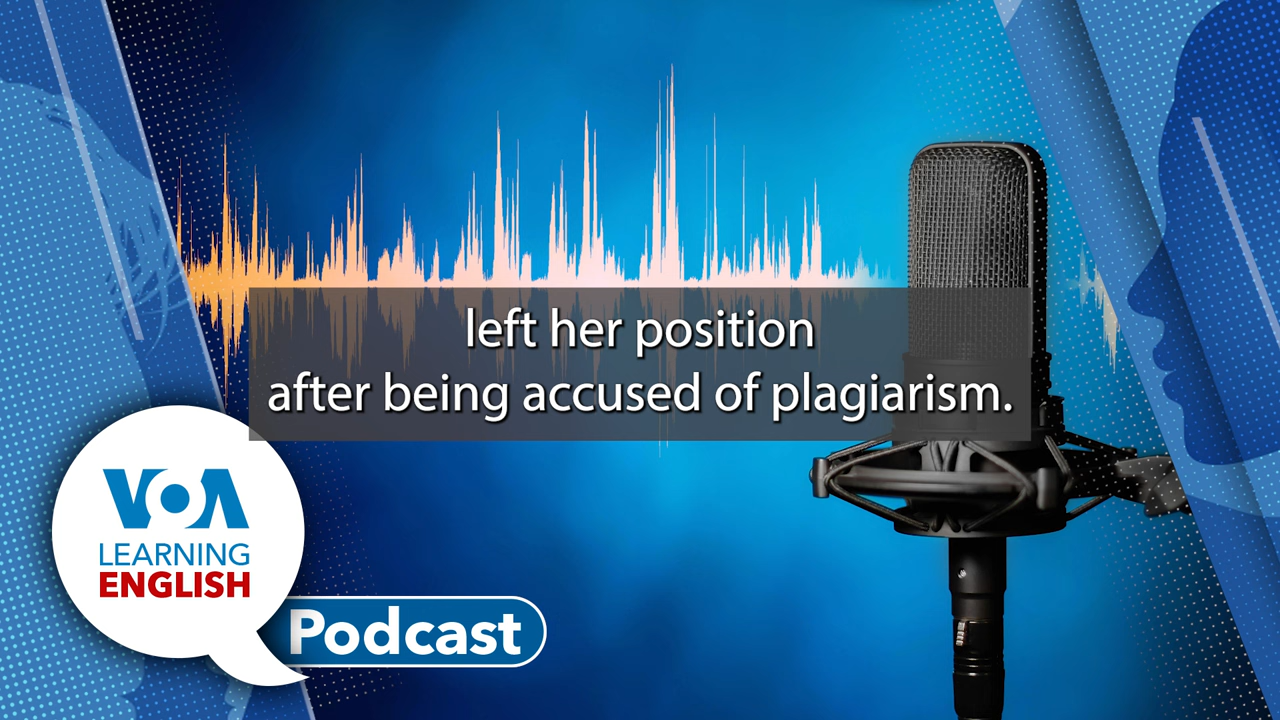 left her position
after being accused of plagiarism.
VOA
LEARNING
ENGLISH
Podcast